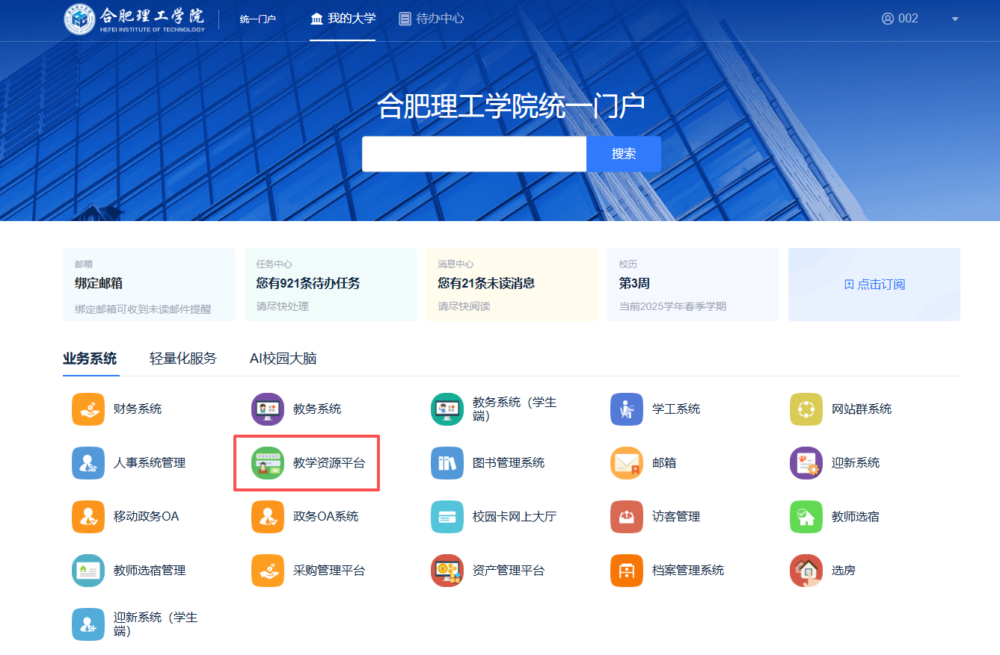 合肥理工学院
HEFEI INSTITUTE OF TECHNOLOGY
统一门户
我的大学
待办中心
002
合肥理工学院统一门户
搜索
邮箱
绑定邮箱
绑定邮箱可收到未读邮件提醒
任务中心
您有921条待办任务
请尽快处理
消息中心
您有21条未读消息
请尽快阅读
校历
第3周
当前2025学年春季学期
点击订阅
业务系统
轻量化服务
AI校园大脑
财务系统
教务系统
教务系统（学生
端）
学工系统
网站群系统
人事系统管理
教学资源平台
图书管理系统
邮箱
迎新系统
移动政务OA
政务OA系统
校园卡网上大厅
访客管理
教师选宿
教师选宿管理
采购管理平台
资产管理平台
档案管理系统
选房
迎新系统（学生
端）